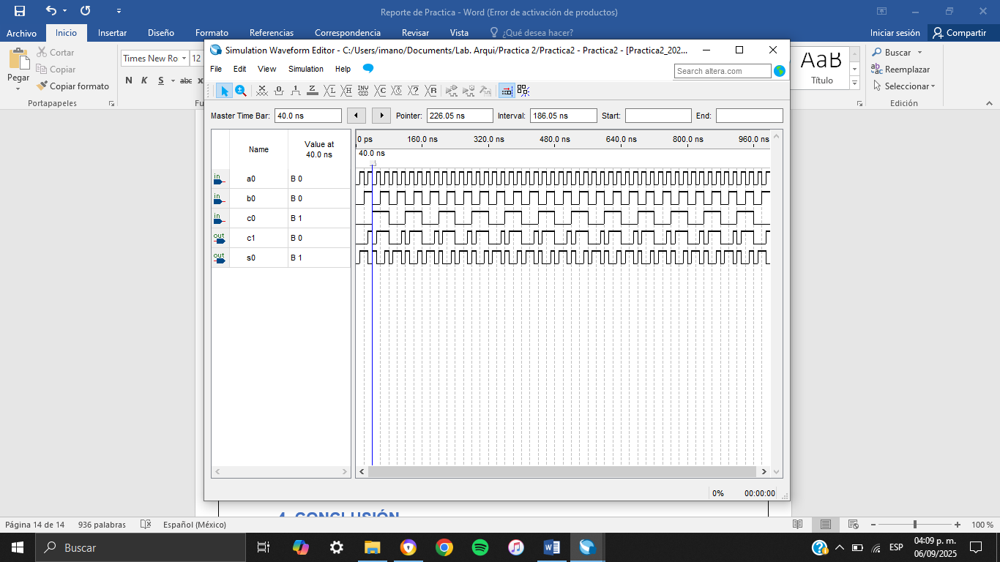 Reporte de Practica - Word (Error de activación de productos)
Archivo Inicio Insertar Diseño Formato Referencias Correspondencia Revisar Vista ¿Qué desea hacer? Iniciar sesión Compartir
Pegar
Cortar
Copiar
Copiar formato
Portapapeles
Times New Ro 12
N K S abc x
Fu
AaB
Título
Buscar
Reemplazar
Seleccionar
Edición
Simulation Waveform Editor - C:/Users/imano/Documents/Lab. Arqui/Practica 2/Practica2 - Practica2 - [Practica2_202...
File Edit View Simulation Help
Search altera.com
Master Time Bar: 40.0 ns Pointer: 226.05 ns Interval: 186.05 ns Start: End:
Name Value at 40.0 ns
0 ps 160.0 ns 320.0 ns 480.0 ns 640.0 ns 800.0 ns 960.0 ns
40.0 ns
in a0 B 0
in b0 B 0
in c0 B 1
out c1 B 0
out s0 B 1
0% 00:00:00
4. CONCLUSIÓN
Página 14 de 14 936 palabras Español (México) 100 %
Buscar
ESP
04:09 p. m.
06/09/2025